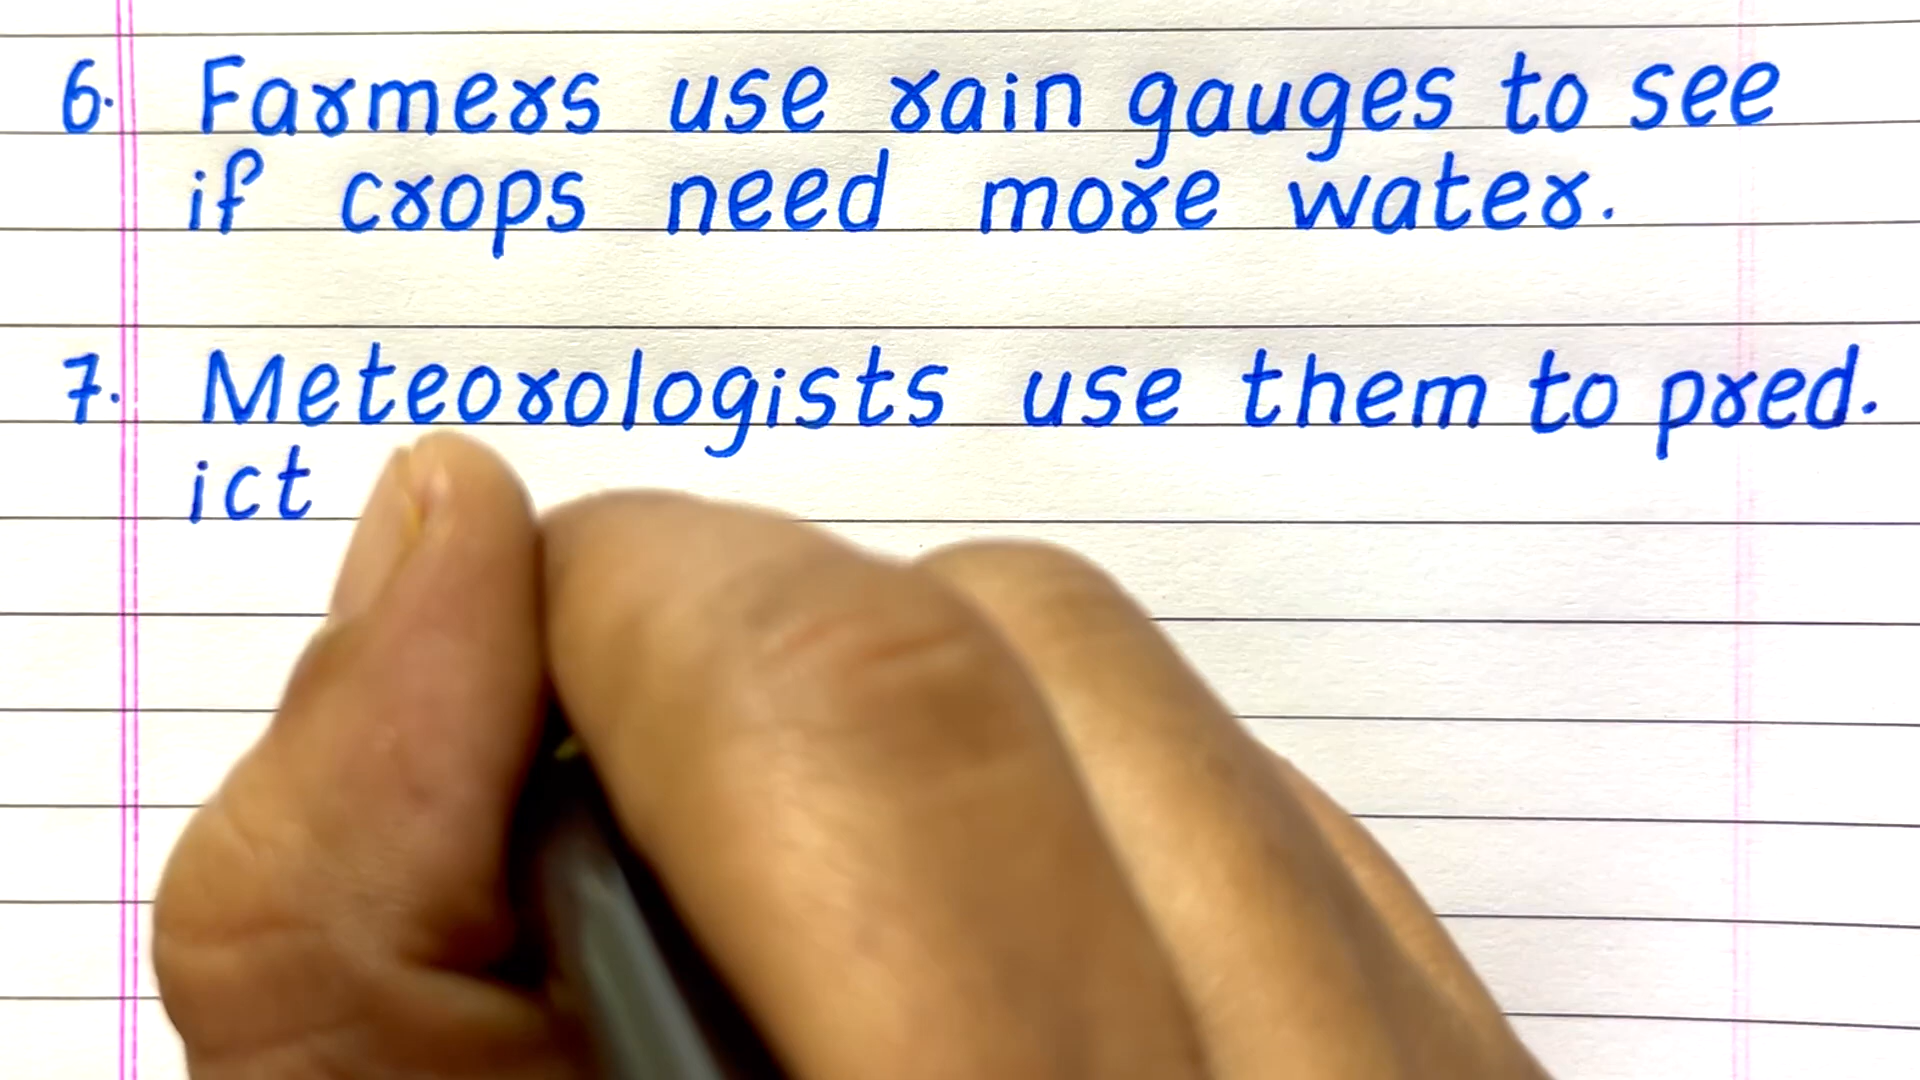 6. Farmers use rain gauges to see
if crops need more water.
7. Meteorologists use them to pred.
ict